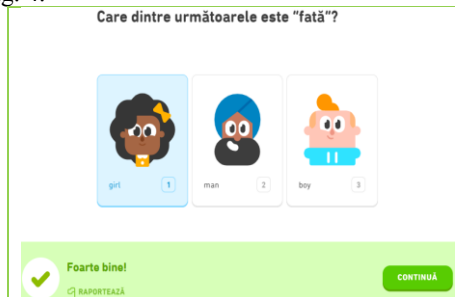 Care dintre următoarele este "fată"?
girl 1 man 2 boy 3
Foarte bine!
RAPORTEAZĂ
CONTINUĂ